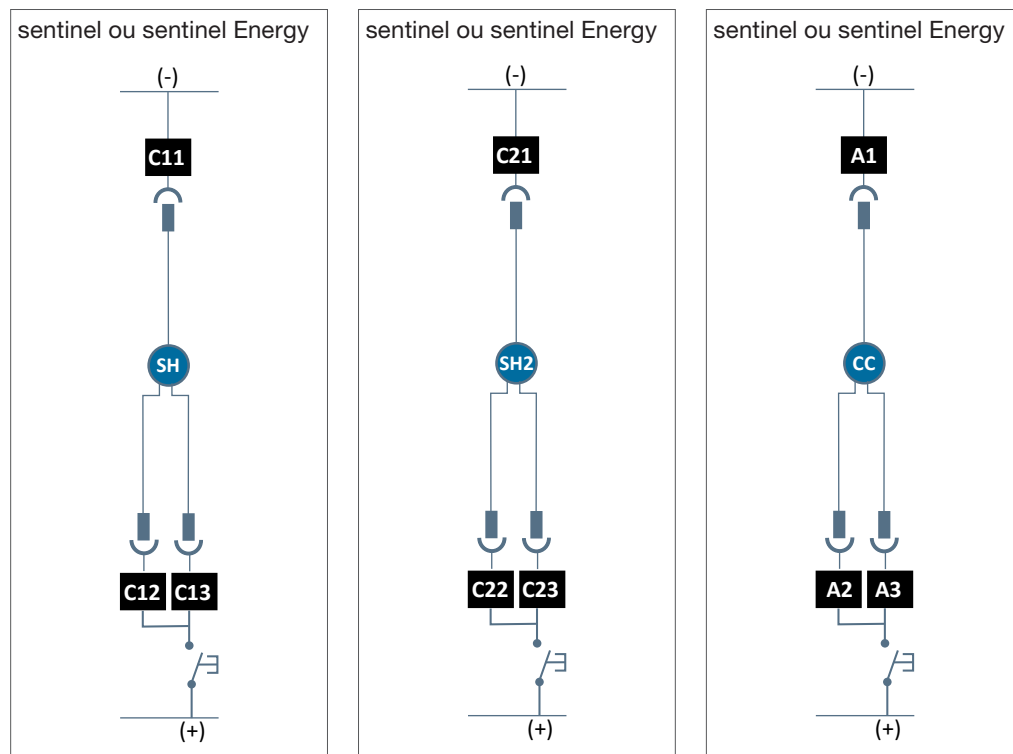 sentinel ou sentinel Energy
(-)
C11
SH
C12 C13
(+)
sentinel ou sentinel Energy
(-)
C21
SH2
C22 C23
(+)
sentinel ou sentinel Energy
(-)
A1
CC
A2 A3
(+)